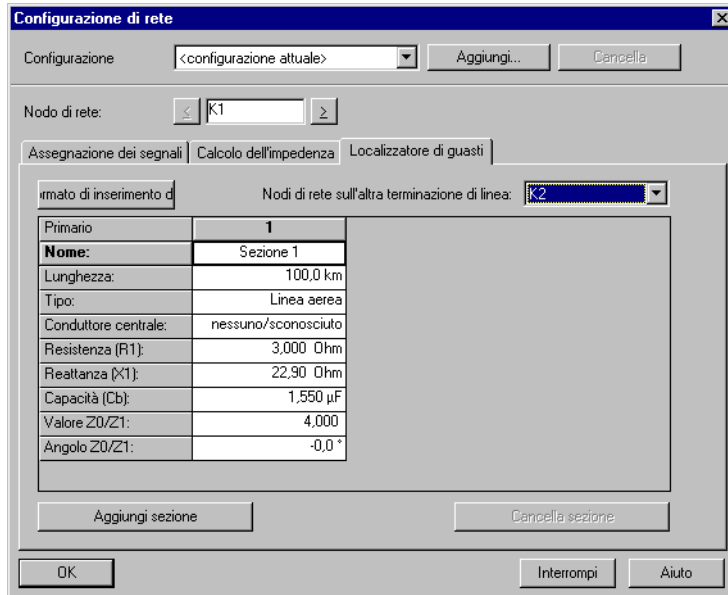 Configurazione di rete
Configurazione <configurazione attuale> Aggiungi... Cancella
Nodo di rete: ≤ K1 ≥
Assegnazione dei segnali Calcolo dell'impedenza Localizzatore di guasti
rmato di inserimento d Nodi di rete sull'altra terminazione di linea: K2
Primario 1
Nome: Sezione 1
Lunghezza: 100,0 km
Tipo: Linea aerea
Conduttore centrale: nessuno/sconosciuto
Resistenza (R1): 3,000 Ohm
Reattanza (X1): 22,90 Ohm
Capacità (Cb): 1,550 µF
Valore Z0/Z1: 4,000
Angolo Z0/Z1: -0,0 °
Aggiungi sezione Cancella sezione
OK Interrompi Aiuto